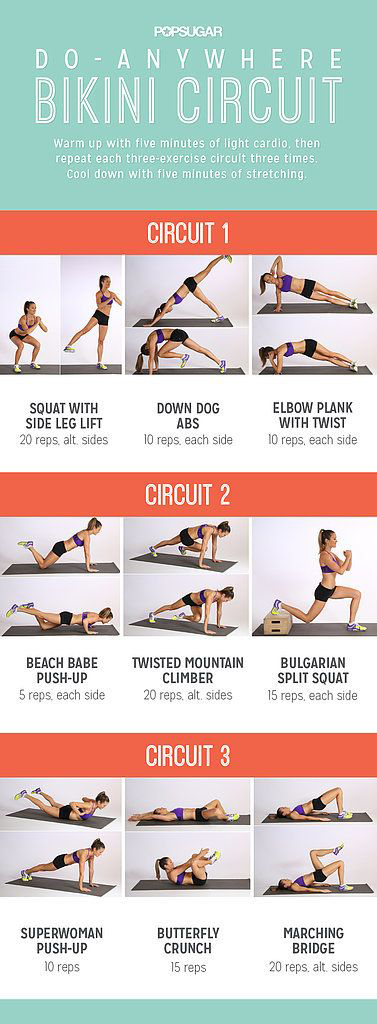 POPSUGAR
DO-ANYWHERE
BIKINI CIRCUIT
Warm up with five minutes of light cardio, then
repeat each three-exercise circuit three times.
Cool down with five minutes of stretching.
CIRCUIT 1
SQUAT WITH
SIDE LEG LIFT
20 reps, alt. sides
DOWN DOG
ABS
10 reps, each side
ELBOW PLANK
WITH TWIST
10 reps, each side
CIRCUIT 2
BEACH BABE
PUSH-UP
5 reps, each side
TWISTED MOUNTAIN
CLIMBER
20 reps, alt. sides
BULGARIAN
SPLIT SQUAT
15 reps, each side
CIRCUIT 3
SUPERWOMAN
PUSH-UP
10 reps
BUTTERFLY
CRUNCH
15 reps
MARCHING
BRIDGE
20 reps, alt. sides